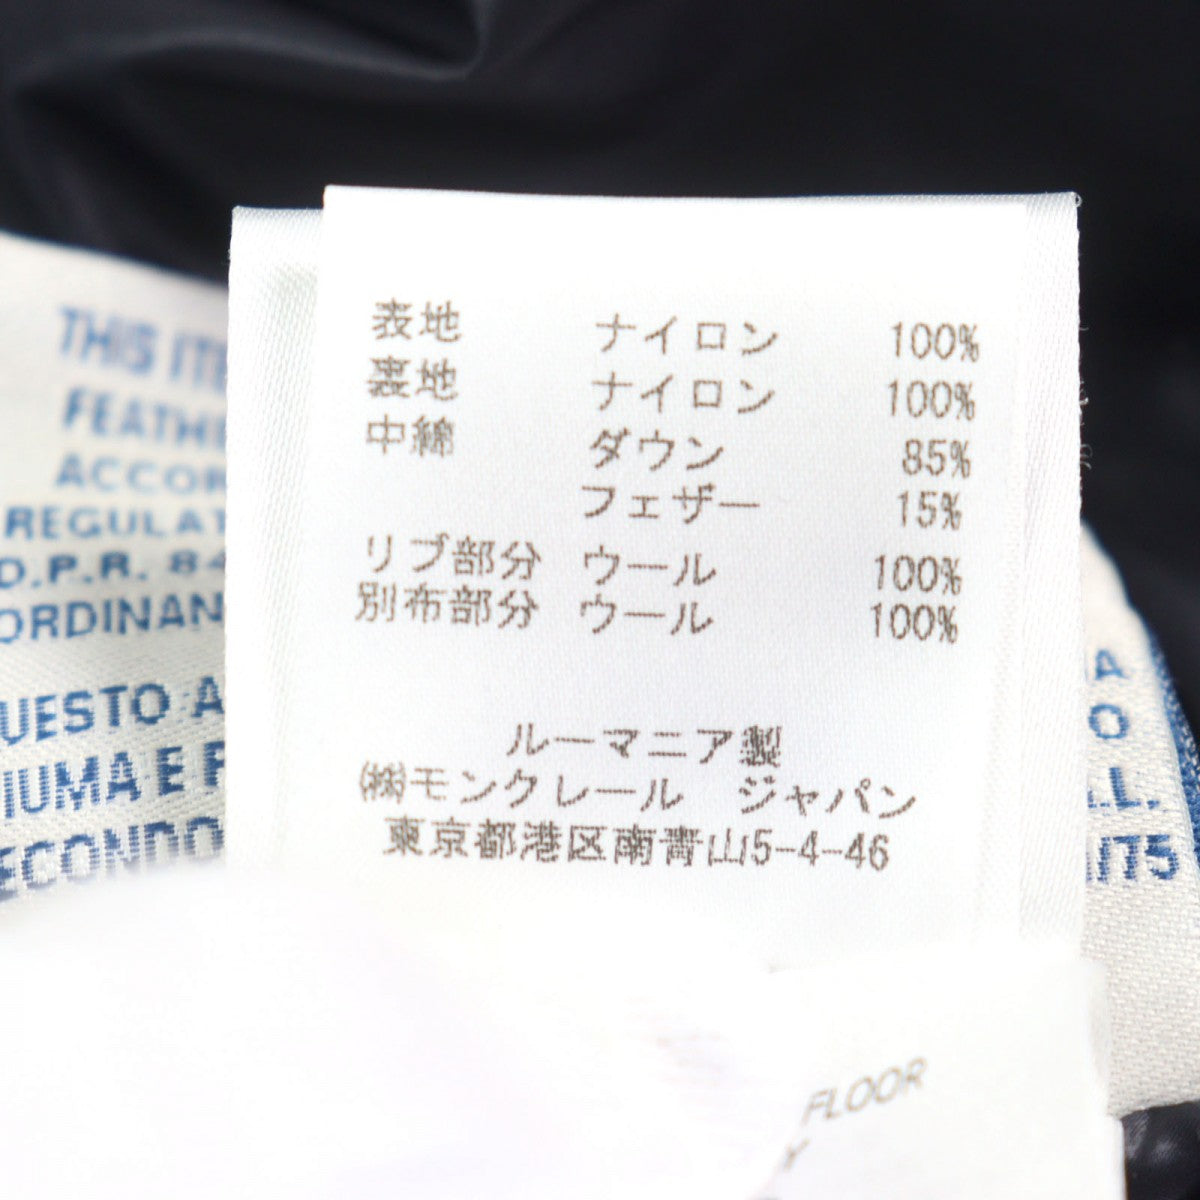 表地 ナイロン 100%
裏地 ナイロン 100%
中綿 ダウン 85%
フェザー 15%
リブ部分 ウール 100%
別布部分 ウール 100%
ルーマニア製
㈱モンクレール ジャパン
東京都港区南青山5-4-46
THIS
REGULAT
D.P.R. 84
ORDINAN
UESTO A
IUMA E
ECONDO
A
O
.L.
/75
FLOOR